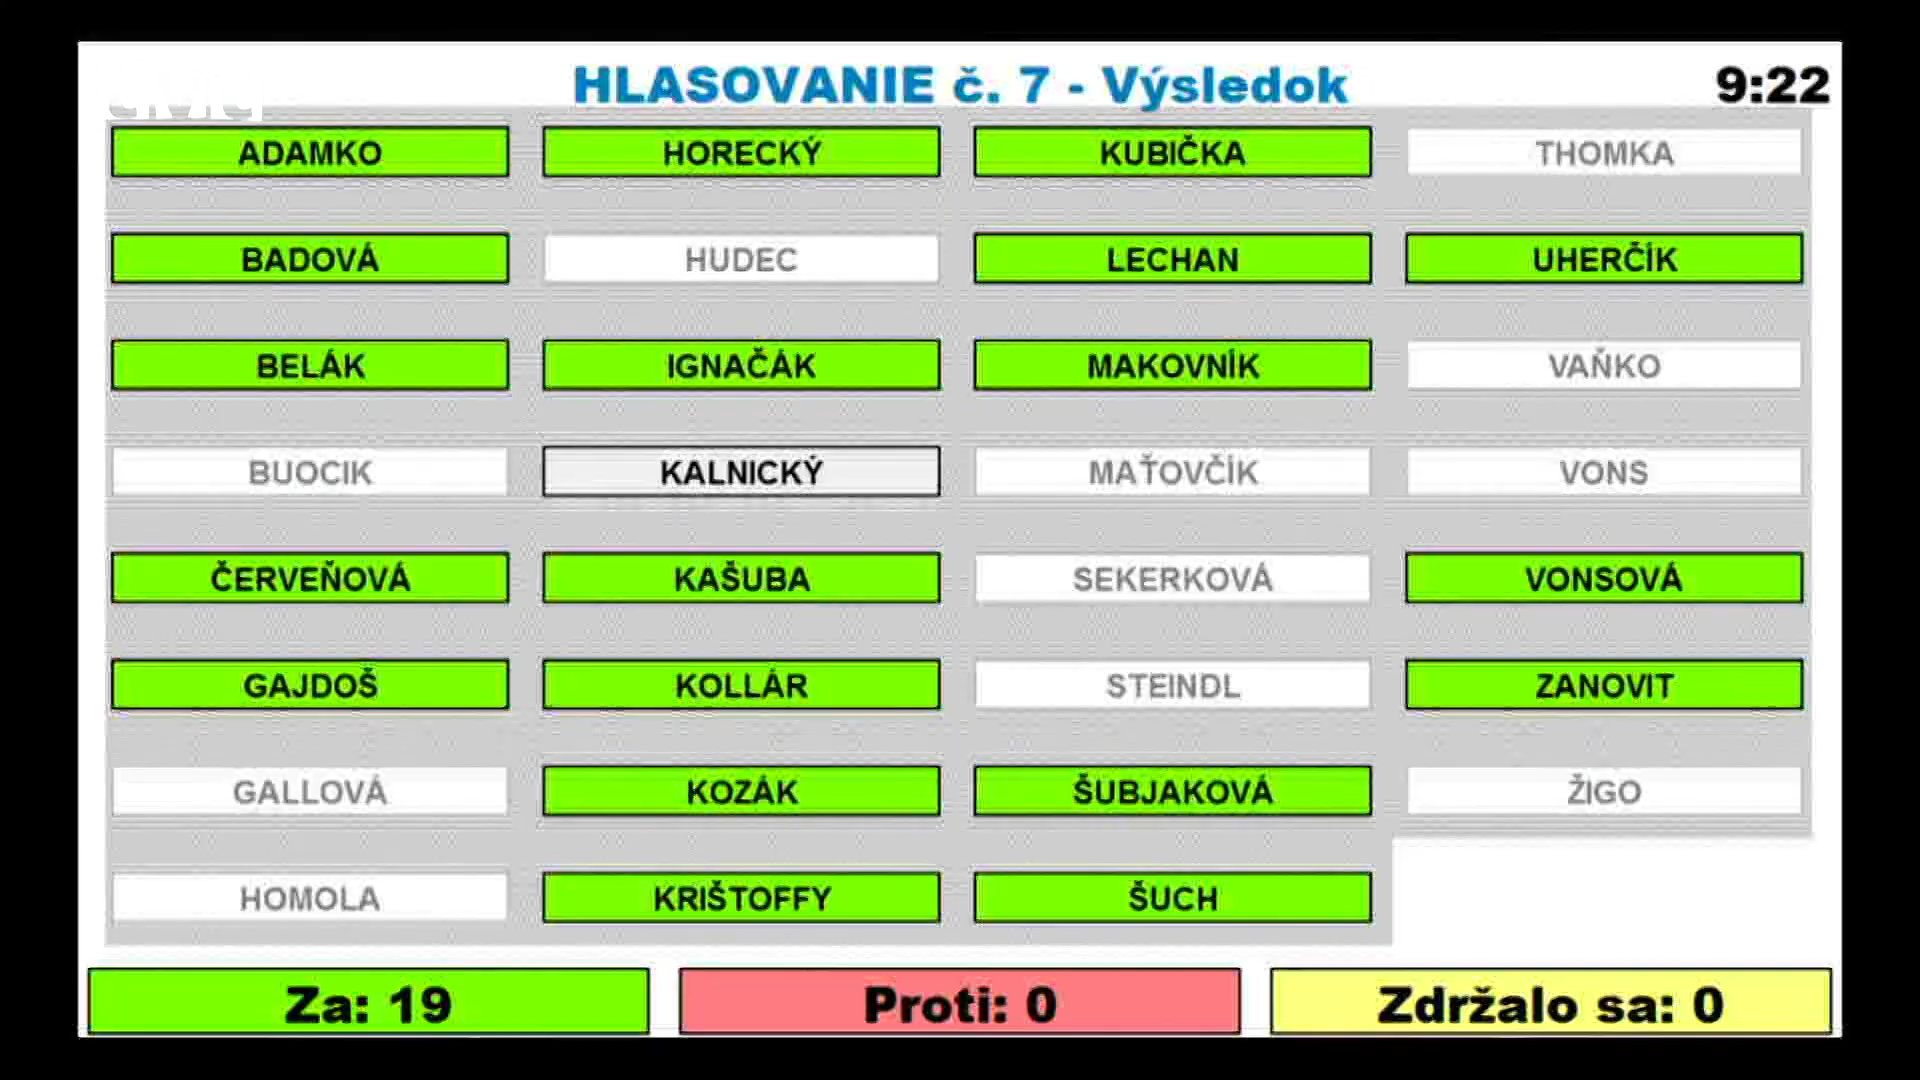 HLASOVANIE č. 7 - Výsledok 9:22
ADAMKO HORECKÝ KUBIČKA THOMKA
BADOVÁ HUDEC LECHAN UHERČÍK
BELÁK IGNAČÁK MAKOVNÍK VAŇKO
BUOCIK KALNICKÝ MAŤOVČÍK VONS
ČERVEŇOVÁ KAŠUBA SEKERKOVÁ VONSOVÁ
GAJDOŠ KOLLÁR STEINDL ZANOVIT
GALLOVÁ KOZÁK ŠUBJAKOVÁ ŽIGO
HOMOLA KRIŠTOFFY ŠUCH
Za: 19 Proti: 0 Zdržalo sa: 0